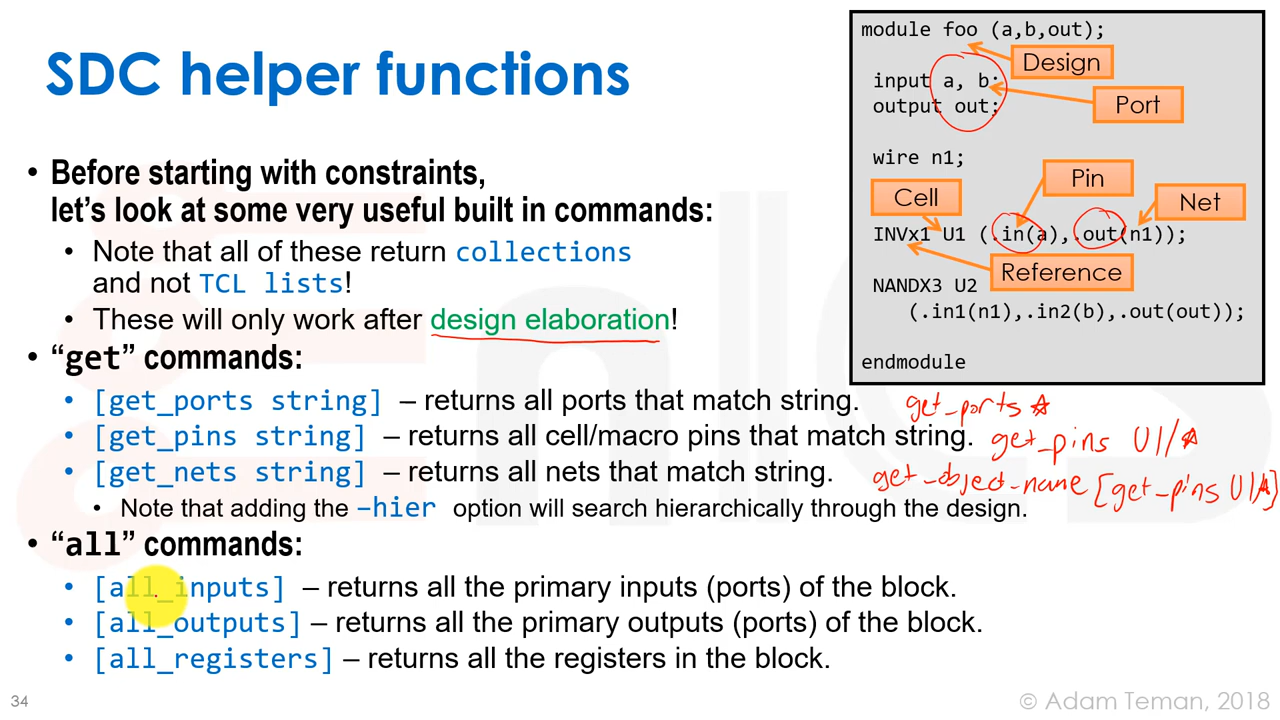 SDC helper functions
• Before starting with constraints,
let's look at some very useful built in commands:
• Note that all of these return collections
and not TCL lists!
• These will only work after design elaboration!
• “get” commands:
• [get_ports string] – returns all ports that match string.
• [get_pins string] – returns all cell/macro pins that match string.
• [get_nets string] – returns all nets that match string.
• Note that adding the –hier option will search hierarchically through the design.
• “all” commands:
• [all_inputs] – returns all the primary inputs (ports) of the block.
• [all_outputs] – returns all the primary outputs (ports) of the block.
• [all_registers] – returns all the registers in the block.
module foo (a,b,out);
Design
input a, b;
Port
output out;
wire n1;
Pin
Cell
Net
INVx1 U1 (.in(a),.out(n1));
Reference
NANDX3 U2
(.in1(n1),.in2(b),.out(out));
endmodule
get_ports *
get_pins U1/*
get_object_name [get_pins U1/*]
34
© Adam Teman, 2018